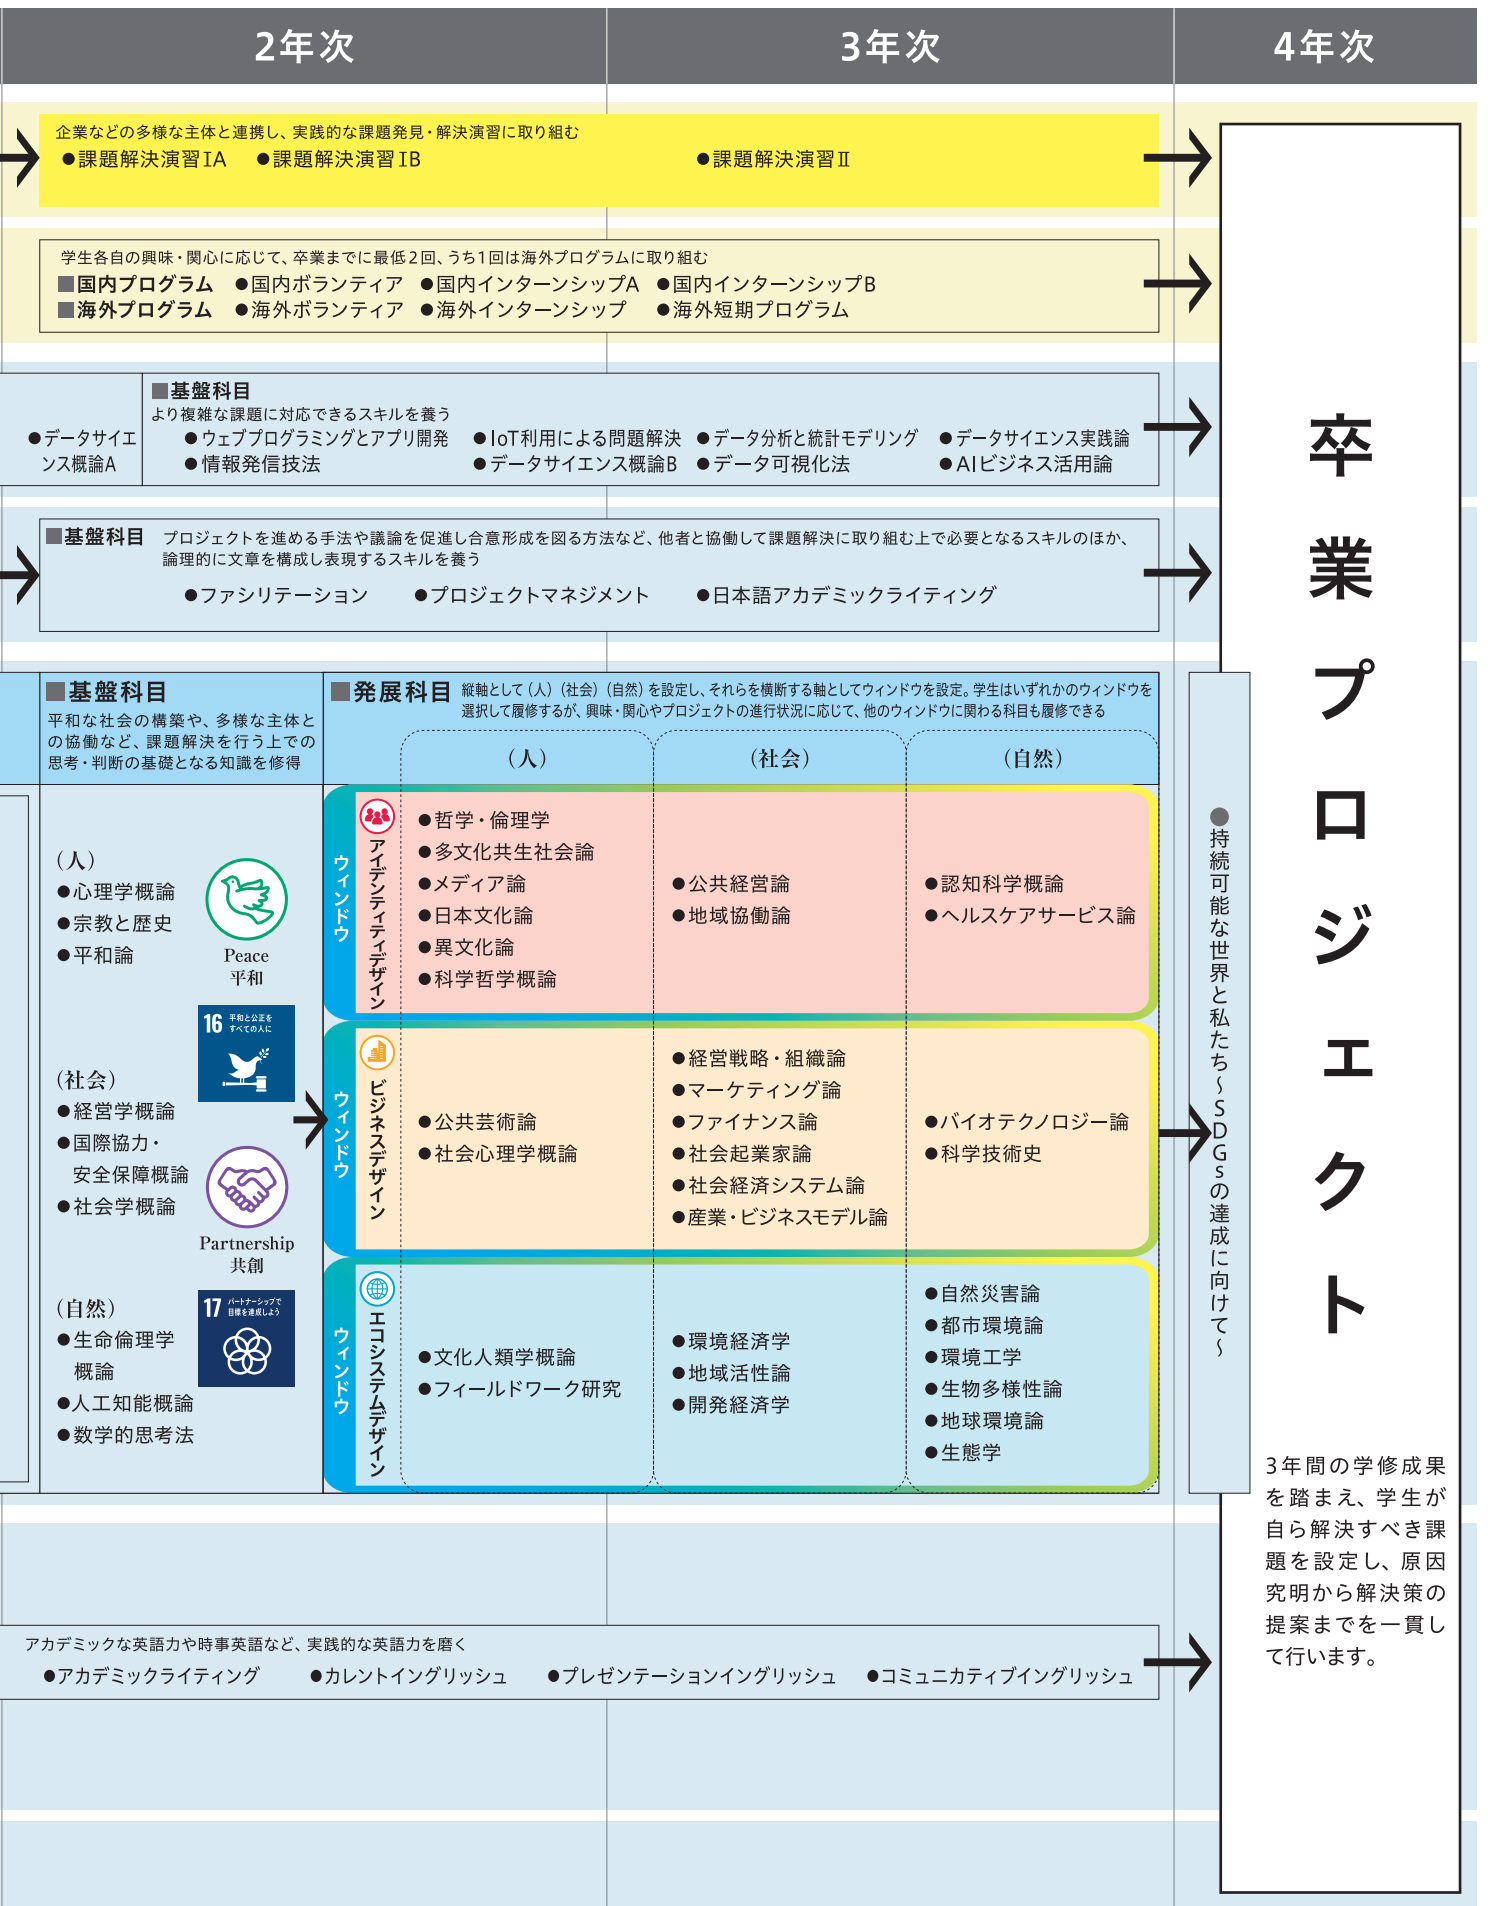 2年次
3年次
4年次
企業などの多様な主体と連携し、実践的な課題発見・解決演習に取り組む
●課題解決演習ⅠA ●課題解決演習ⅠB ●課題解決演習Ⅱ
学生各自の興味・関心に応じて、卒業までに最低2回、うち1回は海外プログラムに取り組む
■国内プログラム ●国内ボランティア ●国内インターンシップA ●国内インターンシップB
■海外プログラム ●海外ボランティア ●海外インターンシップ ●海外短期プログラム
●データサイエ
ンス概論A
■基盤科目
より複雑な課題に対応できるスキルを養う
●ウェブプログラミングとアプリ開発 ●IoT利用による問題解決 ●データ分析と統計モデリング ●データサイエンス実践論
●情報発信技法 ●データサイエンス概論B ●データ可視化法 ●AIビジネス活用論
■基盤科目 プロジェクトを進める手法や議論を促進し合意形成を図る方法など、他者と協働して課題解決に取り組む上で必要となるスキルのほか、
論理的に文章を構成し表現するスキルを養う
●ファシリテーション ●プロジェクトマネジメント ●日本語アカデミックライティング
■基盤科目
平和な社会の構築や、多様な主体と
の協働など、課題解決を行う上での
思考・判断の基礎となる知識を修得
(人)
●心理学概論
●宗教と歴史
●平和論
Peace
平和
16 平和と公正を
すべての人に
(社会)
●経営学概論
●国際協力・
安全保障概論
●社会学概論
Partnership
共創
17 パートナーシップで
目標を達成しよう
(自然)
●生命倫理学
概論
●人工知能概論
●数学的思考法
■発展科目 縦軸として(人)(社会)(自然)を設定し、それらを横断する軸としてウィンドウを設定。学生はいずれかのウィンドウを
選択して履修するが、興味・関心やプロジェクトの進行状況に応じて、他のウィンドウに関わる科目も履修できる
(人)
(社会)
(自然)
ウィンドウ
アイデンティティデザイン
●哲学・倫理学
●多文化共生社会論
●メディア論
●日本文化論
●異文化論
●科学哲学概論
●公共経営論
●地域協働論
●認知科学概論
●ヘルスケアサービス論
ウィンドウ
ビジネスデザイン
●公共芸術論
●社会心理学概論
●経営戦略・組織論
●マーケティング論
●ファイナンス論
●社会起業家論
●社会経済システム論
●産業・ビジネスモデル論
●バイオテクノロジー論
●科学技術史
ウィンドウ
エコシステムデザイン
●文化人類学概論
●フィールドワーク研究
●環境経済学
●地域活性論
●開発経済学
●自然災害論
●都市環境論
●環境工学
●生物多様性論
●地球環境論
●生態学
●持続可能な世界と私たち〜SDGsの達成に向けて〜
アカデミックな英語力や時事英語など、実践的な英語力を磨く
●アカデミックライティング ●カレントイングリッシュ ●プレゼンテーションイングリッシュ ●コミュニカティブイングリッシュ
卒業プロジェクト
3年間の学修成果
を踏まえ、学生が
自ら解決すべき課
題を設定し、原因
究明から解決策の
提案までを一貫し
て行います。